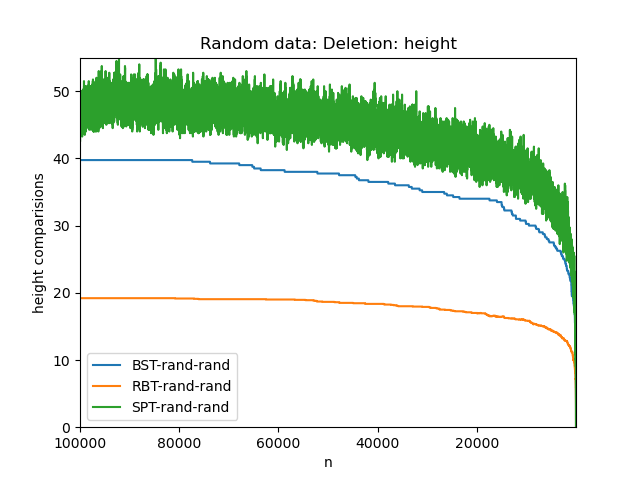 Random data: Deletion: height
height comparisions
50
40
30
20
10
0
BST-rand-rand
RBT-rand-rand
SPT-rand-rand
100000 80000 60000 40000 20000
n